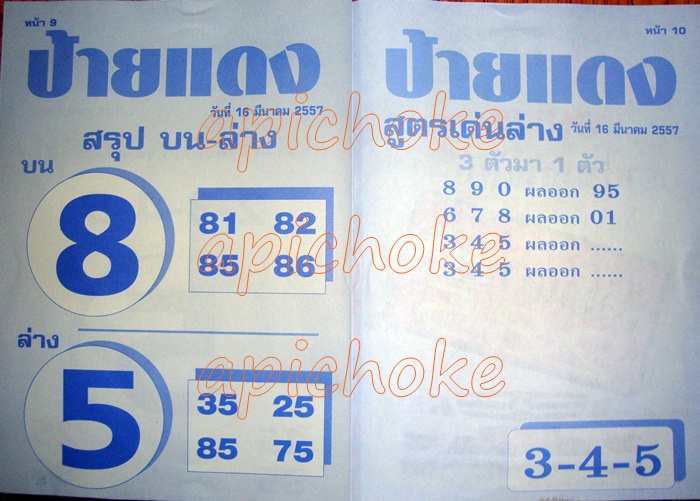 หน้า 9
ป้ายแดง
วันที่ 16 มีนาคม 2557
สรุป บน-ล่าง
บน
8
81 82
85 86
ล่าง
5
35 25
85 75
หน้า 10
ป้ายแดง
สูตรเด่นล่าง วันที่ 16 มีนาคม 2557
3 ตัวมา 1 ตัว
8 9 0 ผลออก 95
6 7 8 ผลออก 01
3 4 5 ผลออก ......
3 4 5 ผลออก ......
3-4-5
apichoke
apichoke
apichoke